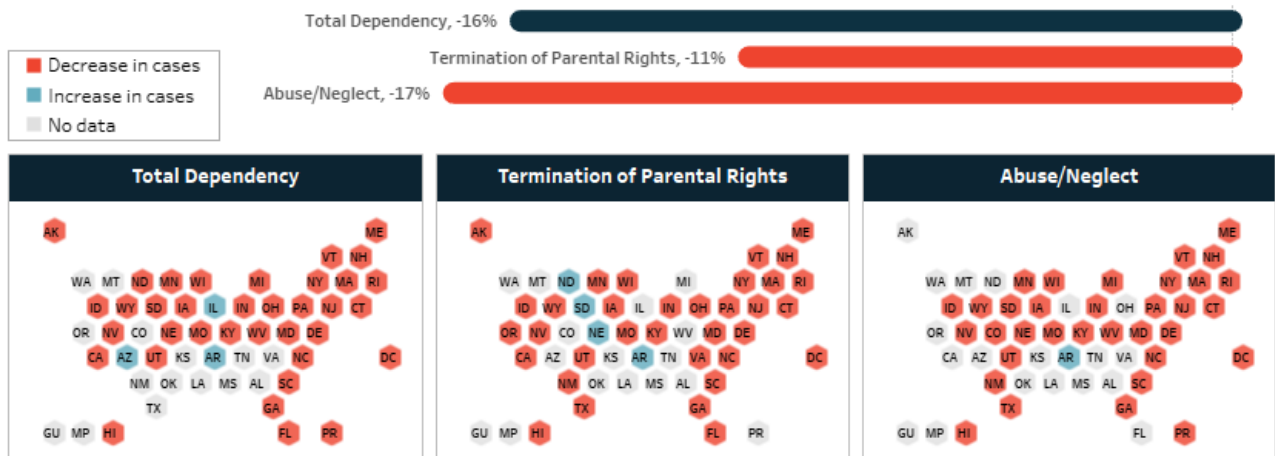 Total Dependency, -16%
Termination of Parental Rights, -11%
Abuse/Neglect, -17%
Decrease in cases
Increase in cases
No data
Total Dependency
AK ME
VT NH
WA MT ND MN WI MI NY MA RI
ID WY SD IA IL IN OH PA NJ CT
OR NV CO NE MO KY WV MD DE
CA AZ UT KS AR TN VA NC DC
NM OK LA MS AL SC
TX GA
GU MP HI FL PR
Termination of Parental Rights
AK ME
VT NH
WA MT ND MN WI MI NY MA RI
ID WY SD IA IL IN OH PA NJ CT
OR NV CO NE MO KY WV MD DE
CA AZ UT KS AR TN VA NC DC
NM OK LA MS AL SC
TX GA
GU MP HI FL PR
Abuse/Neglect
AK ME
VT NH
WA MT ND MN WI MI NY MA RI
ID WY SD IA IL IN OH PA NJ CT
OR NV CO NE MO KY WV MD DE
CA AZ UT KS AR TN VA NC DC
NM OK LA MS AL SC
TX GA
GU MP HI FL PR